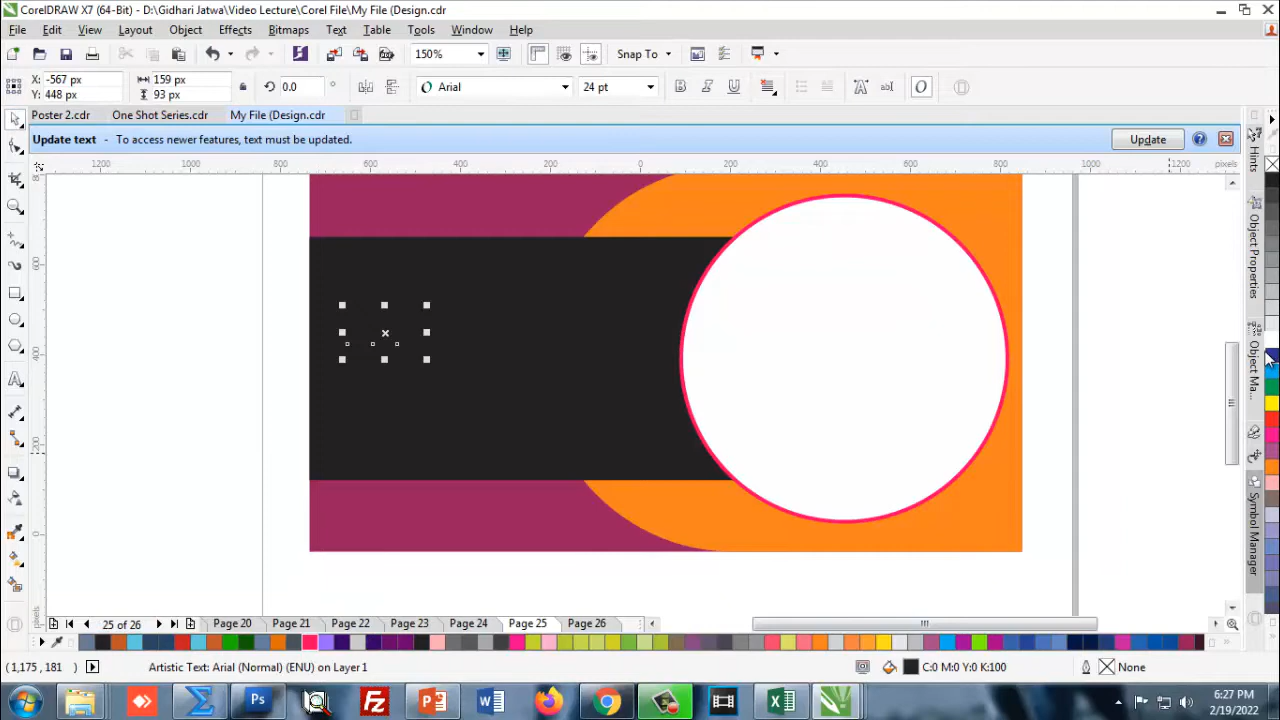 CorelDRAW X7 (64-Bit) - D:\Gidhari Jatwa\Video Lecture\Corel File\My File (Design.cdr
File Edit View Layout Object Effects Bitmaps Text Table Tools Window Help
150% Snap To
X: -567 px 159 px 0.0 ° Arial 24 pt
Y: 448 px 93 px
Poster 2.cdr One Shot Series.cdr My File (Design.cdr
Update text - To access newer features, text must be updated. Update
1200 1000 800 600 400 200 0 200 400 600 800 1000 1200 pixels
600
400
200
0
pixels
Hints
Object Properties
Object Ma...
Symbol Manager
25 of 26 Page 20 Page 21 Page 22 Page 23 Page 24 Page 25 Page 26
(1,175, 181) Artistic Text: Arial (Normal) (ENU) on Layer 1 C:0 M:0 Y:0 K:100 None
6:27 PM
2/19/2022